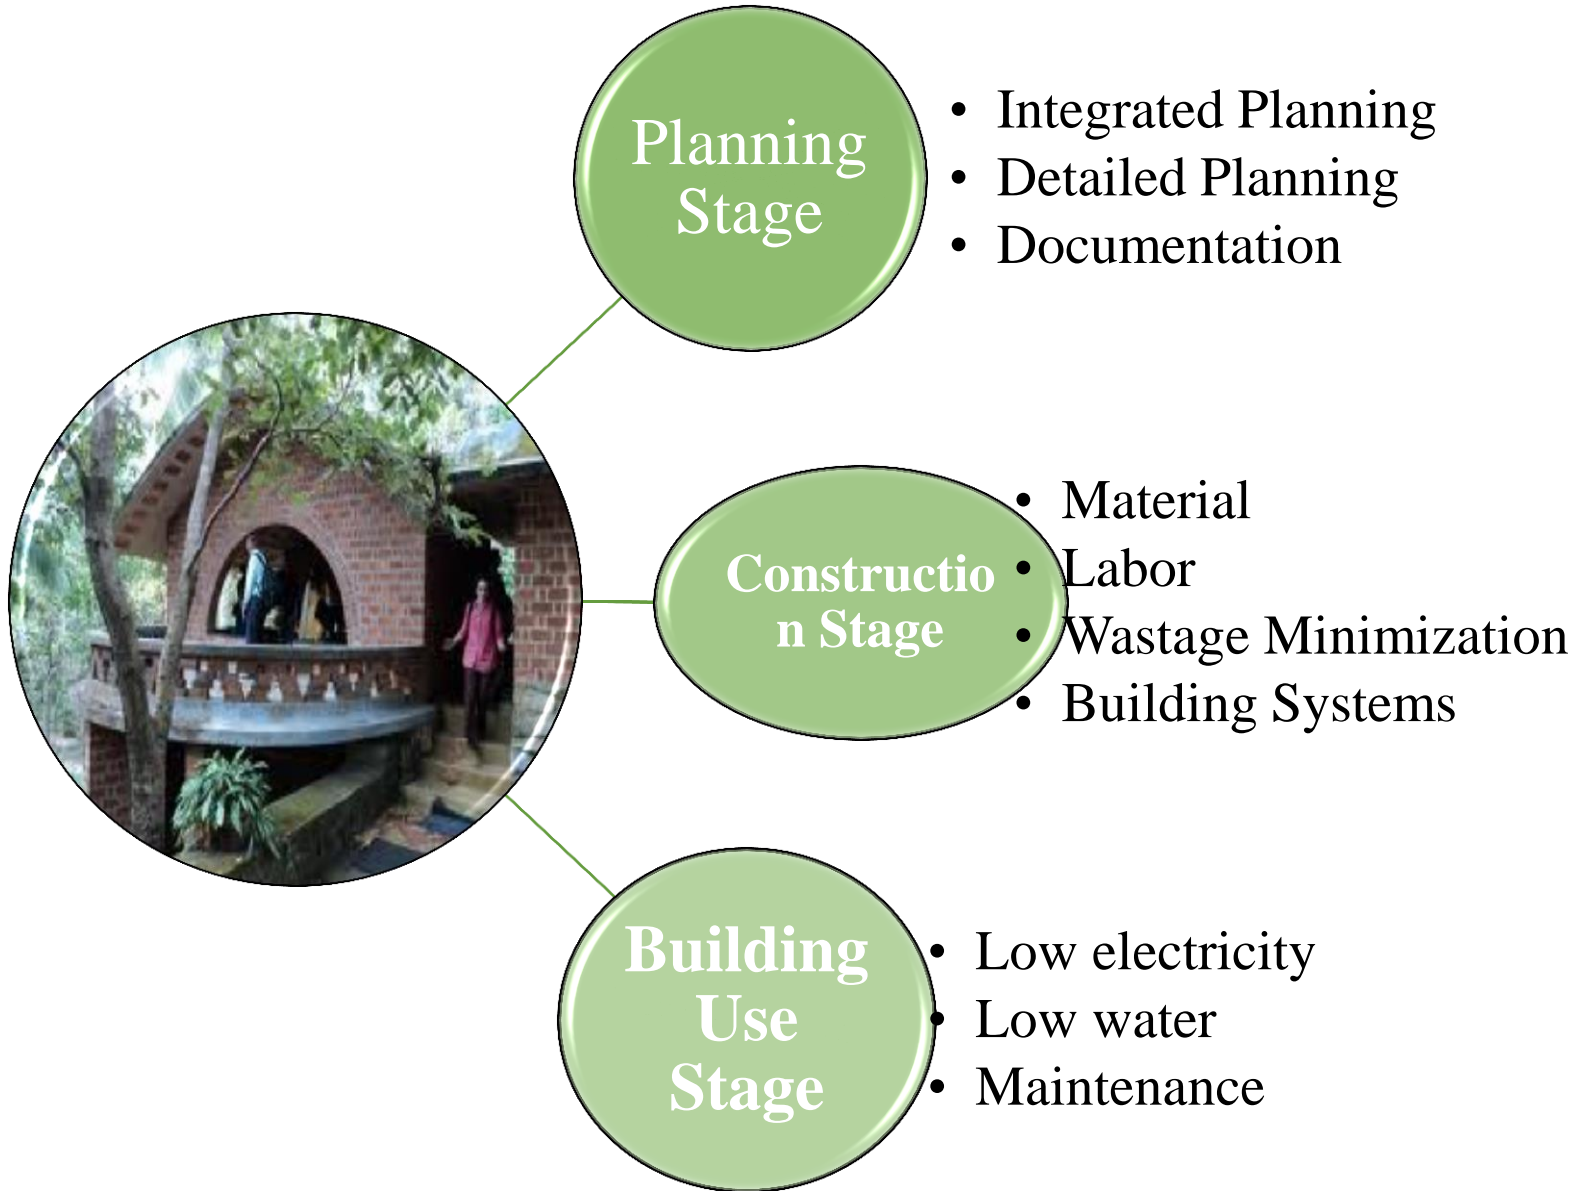 Planning
Stage
• Integrated Planning
• Detailed Planning
• Documentation
Constructio
n Stage
• Material
• Labor
• Wastage Minimization
• Building Systems
Building
Use
Stage
• Low electricity
• Low water
• Maintenance